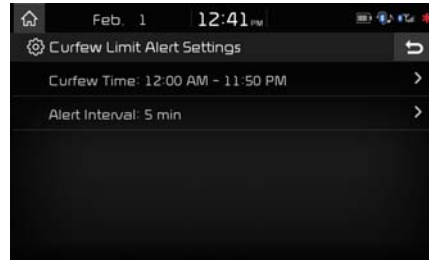 Feb. 1 12:41 PM
Curfew Limit Alert Settings
Curfew Time: 12:00 AM - 11:50 PM
Alert Interval: 5 min